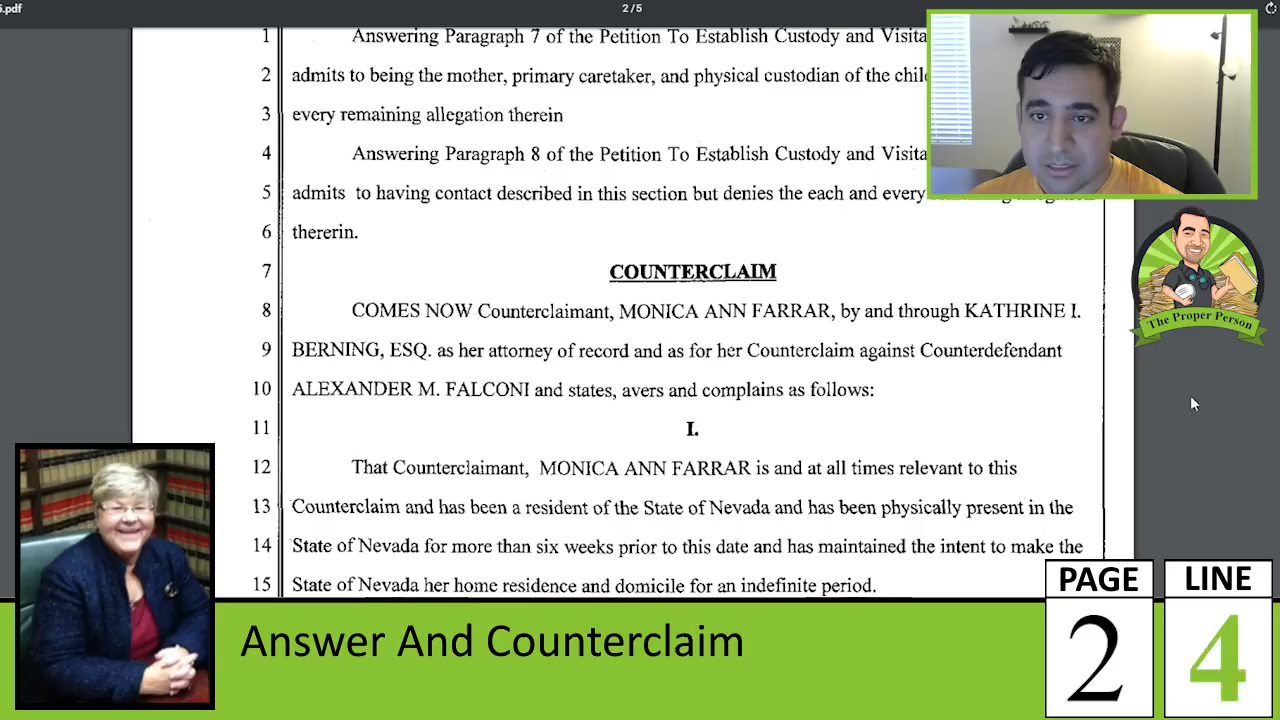 5.pdf
2/5
1 Answering Paragraph 7 of the Petition To Establish Custody and Visita
2 admits to being the mother, primary caretaker, and physical custodian of the chil
3 every remaining allegation therein
4 Answering Paragraph 8 of the Petition To Establish Custody and Visita
5 admits to having contact described in this section but denies the each and every
6 thererin.
7 COUNTERCLAIM
8 COMES NOW Counterclaimant, MONICA ANN FARRAR, by and through KATHRINE I.
9 BERNING, ESQ. as her attorney of record and as for her Counterclaim against Counterdefendant
10 ALEXANDER M. FALCONI and states, avers and complains as follows:
11 I.
12 That Counterclaimant, MONICA ANN FARRAR is and at all times relevant to this
13 Counterclaim and has been a resident of the State of Nevada and has been physically present in the
14 State of Nevada for more than six weeks prior to this date and has maintained the intent to make the
15 State of Nevada her home residence and domicile for an indefinite period.
The Proper Person
Answer And Counterclaim
PAGE
2
LINE
4